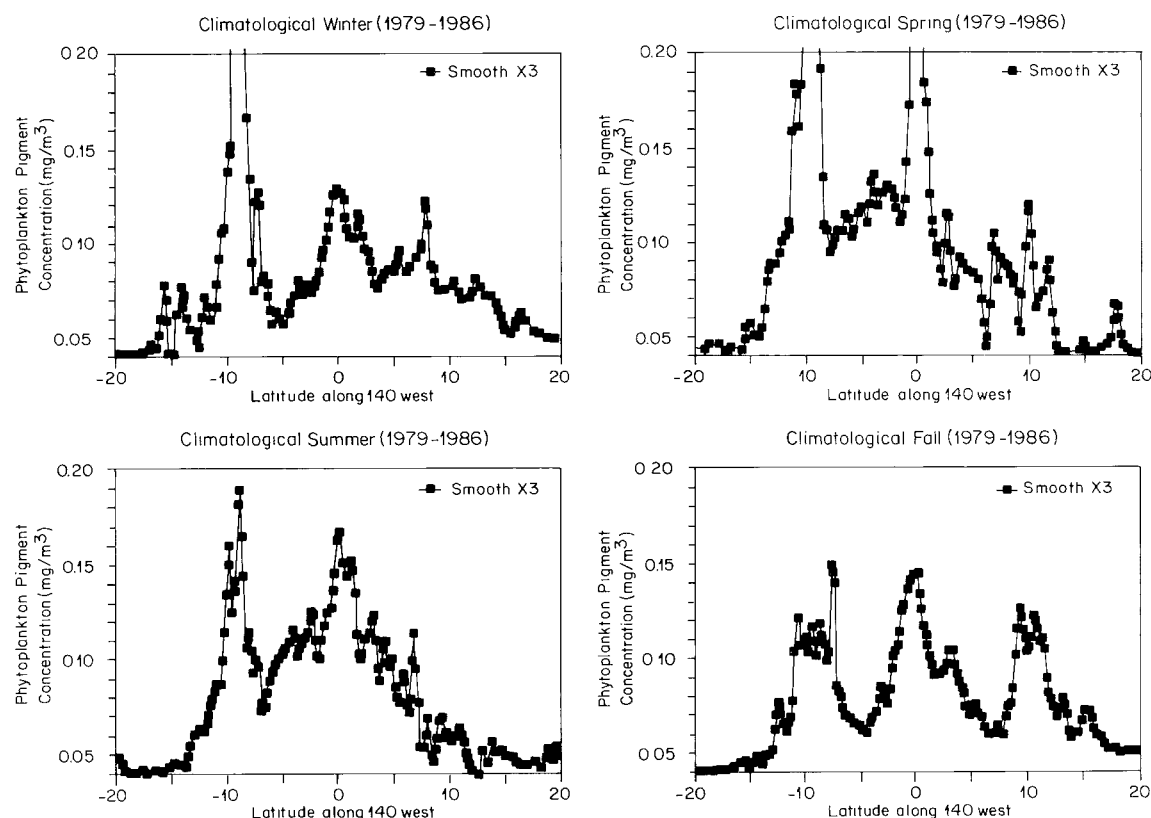 Climatological Winter (1979-1986)
Phytoplankton Pigment
Concentration (mg/m³)
0.20
0.15
0.10
0.05
Smooth X3
-20
-10
0
10
20
Latitude along 140 west
Climatological Spring (1979-1986)
Phytoplankton Pigment
Concentration (mg/m³)
0.20
0.15
0.10
0.05
Smooth X3
-20
-10
0
10
20
Latitude along 140 west
Climatological Summer (1979-1986)
Phytoplankton Pigment
Concentration (mg/m³)
0.20
0.15
0.10
0.05
Smooth X3
-20
-10
0
10
20
Latitude along 140 west
Climatological Fall (1979-1986)
Phytoplankton Pigment
Concentration (mg/m³)
0.20
0.15
0.10
0.05
Smooth X3
-20
-10
0
10
20
Latitude along 140 west